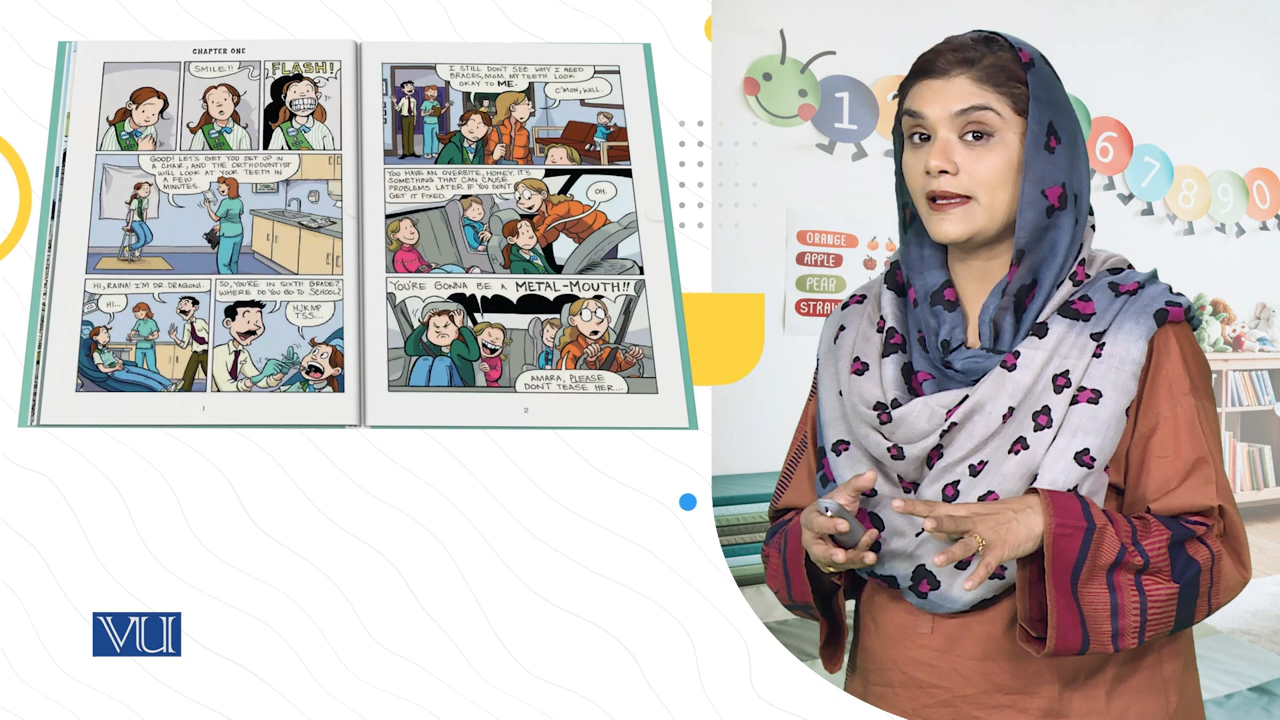 CHAPTER ONE
SMILE!!
FLASH!
GOOD! LET'S GET YOU SET UP IN
A CHAIR, AND THE ORTHODONTIST
WILL LOOK AT YOUR TEETH IN
A FEW
MINUTES.
HI, RAINA! I'M DR. DRAGONI.
HI...
SO, YOU'RE IN SIXTH GRADE?
WHERE DO YOU GO TO SCHOOL?
HJKMP
TSS...
1
I STILL DON'T SEE WHY I NEED
BRACES, MOM. MY TEETH LOOK
OKAY TO ME.
C'MON, WILL.
YOU HAVE AN OVERBITE, HONEY. IT'S
SOMETHING THAT CAN CAUSE
PROBLEMS LATER IF YOU DON'T
GET IT FIXED.
OH.
YOU'RE GONNA BE A METAL-MOUTH!!
AMARA, PLEASE
DON'T TEASE HER...
2
VU
1
6 7 8 9 0
ORANGE
APPLE
PEAR
STRAW